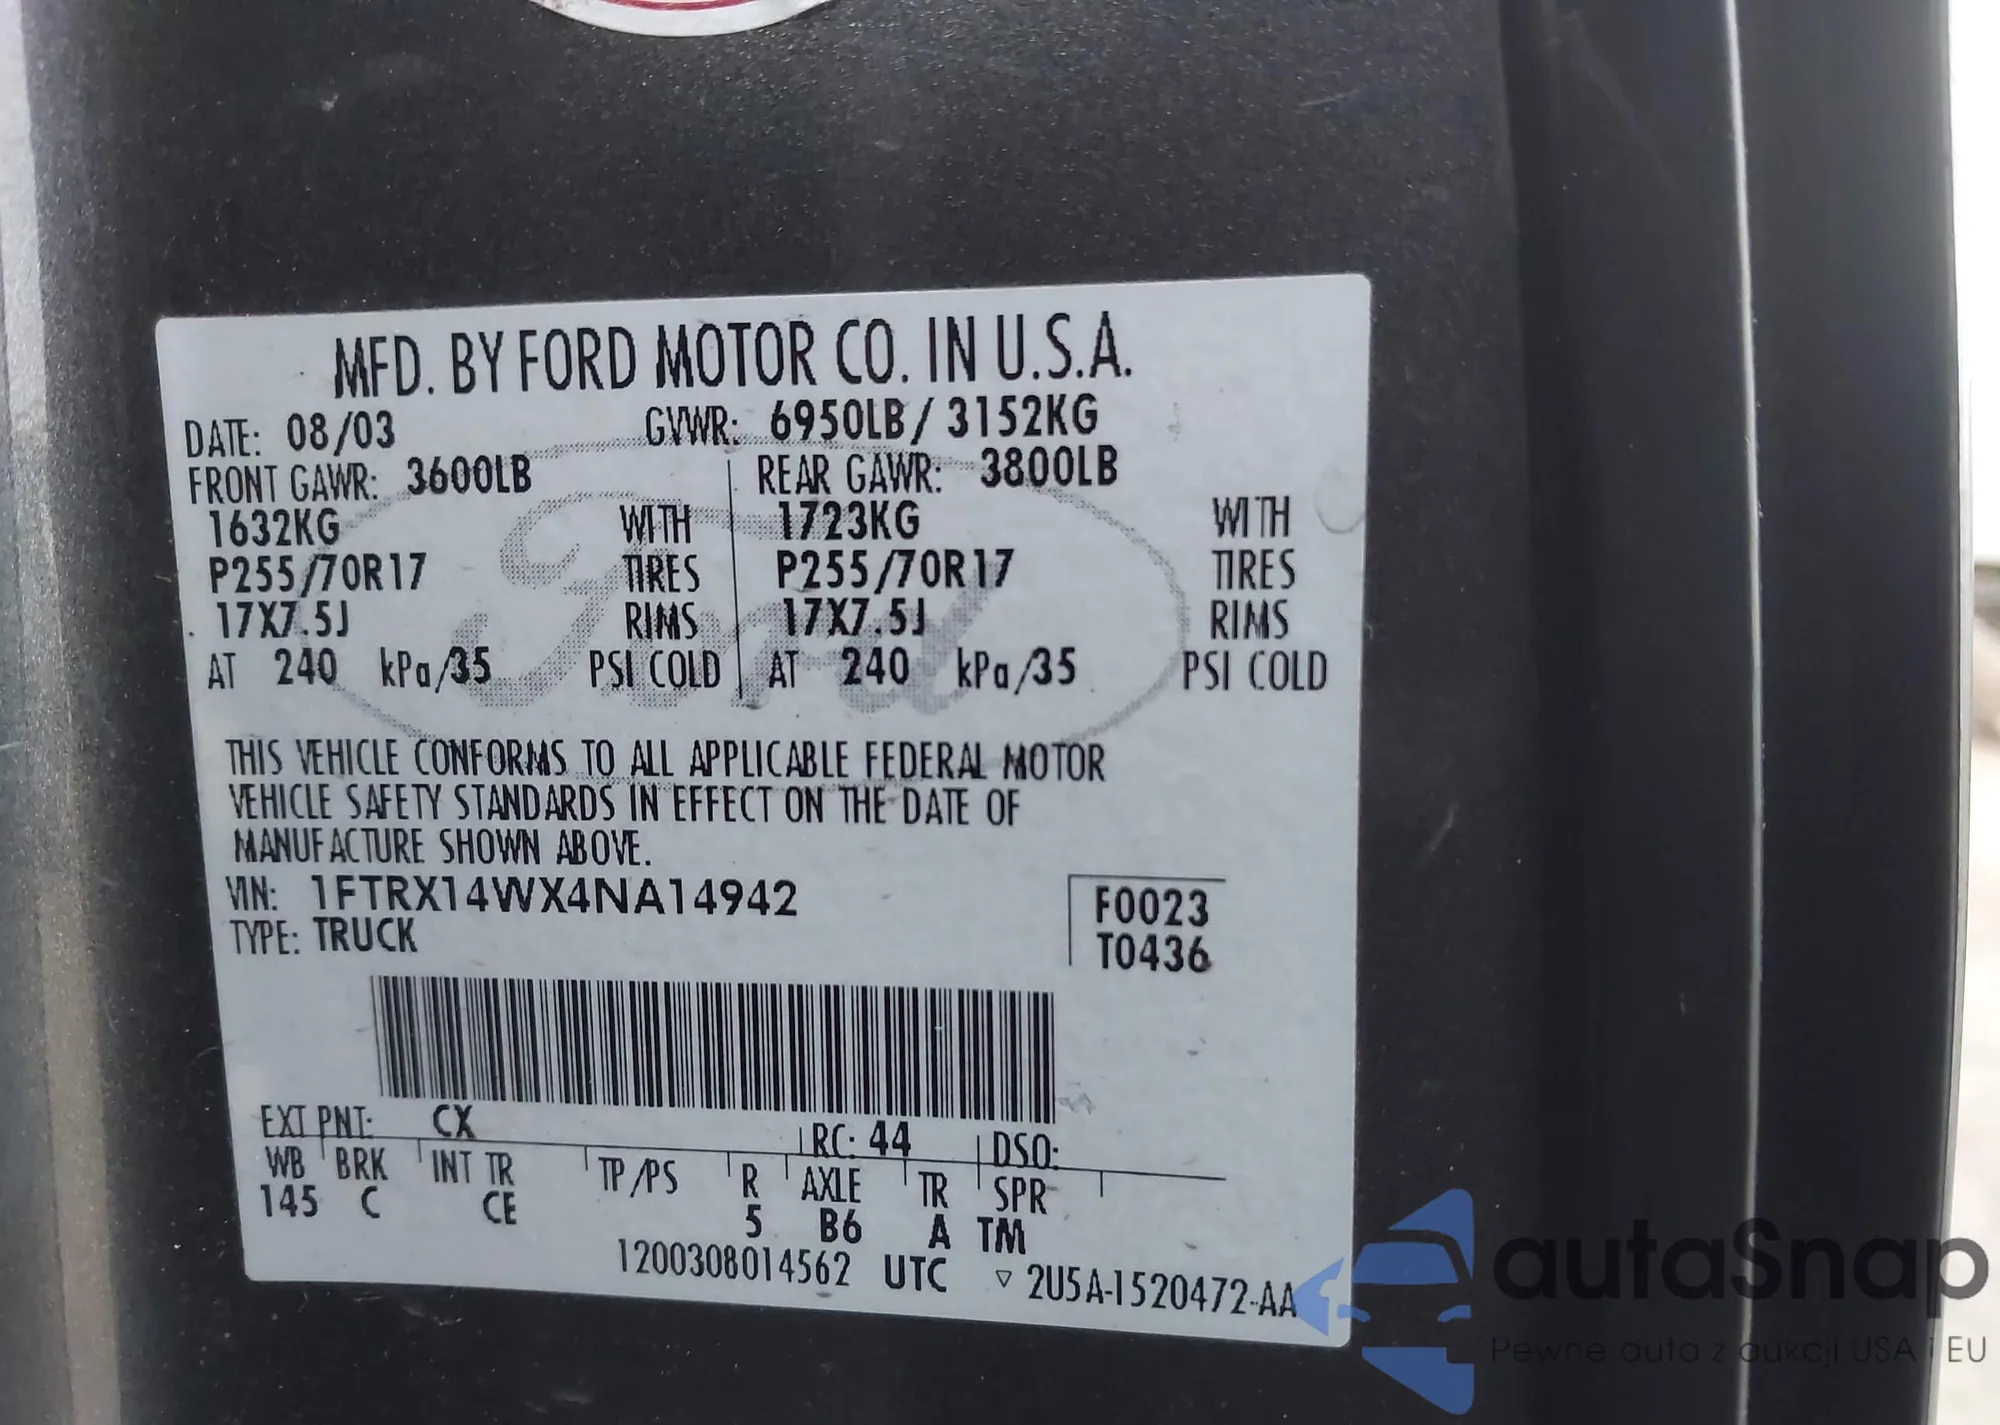 MFD. BY FORD MOTOR CO. IN U.S.A.
DATE: 08/03 GVWR: 6950LB / 3152KG
FRONT GAWR: 3600LB REAR GAWR: 3800LB
1632KG WITH 1723KG WITH
P255/70R17 TIRES P255/70R17 TIRES
17X7.5J RIMS 17X7.5J RIMS
AT 240 kPa/35 PSI COLD AT 240 kPa/35 PSI COLD
Ford
THIS VEHICLE CONFORMS TO ALL APPLICABLE FEDERAL MOTOR
VEHICLE SAFETY STANDARDS IN EFFECT ON THE DATE OF
MANUFACTURE SHOWN ABOVE.
VIN: 1FTRX14WX4NA14942 F0023
TYPE: TRUCK T0436
EXT PNT: CX RC: 44 DSO:
WB BRK INT TR TP/PS R AXLE TR SPR
145 C CE 5 B6 A TM
1200308014562 UTC ▽ 2U5A-1520472-AA
autoSnap
Pewne auta z aukcji USA i EU